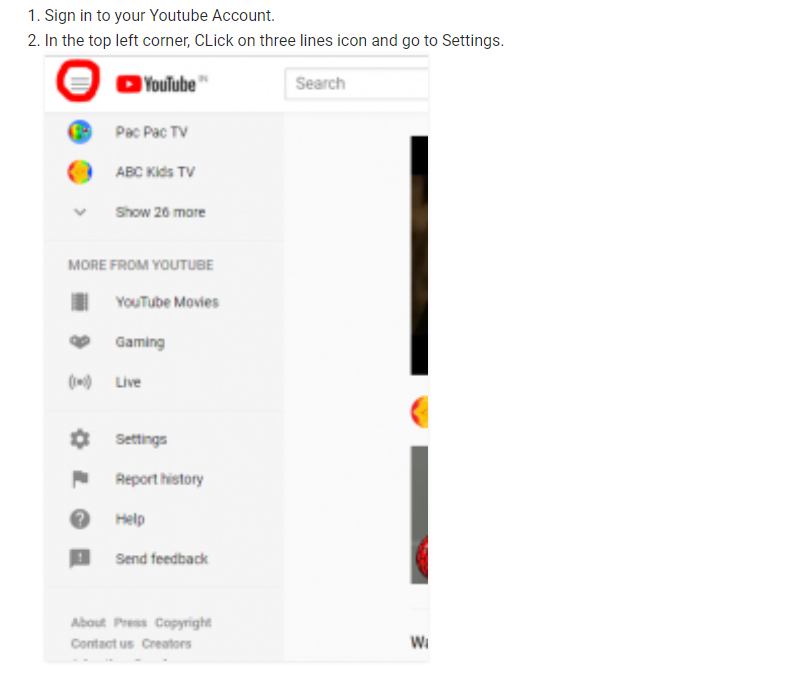 1. Sign in to your Youtube Account.
2. In the top left corner, CLick on three lines icon and go to Settings.
YouTube IN Search
Pac Pac TV
ABC Kids TV
Show 26 more
MORE FROM YOUTUBE
YouTube Movies
Gaming
Live
Settings
Report history
Help
Send feedback
About Press Copyright
Contact us Creators